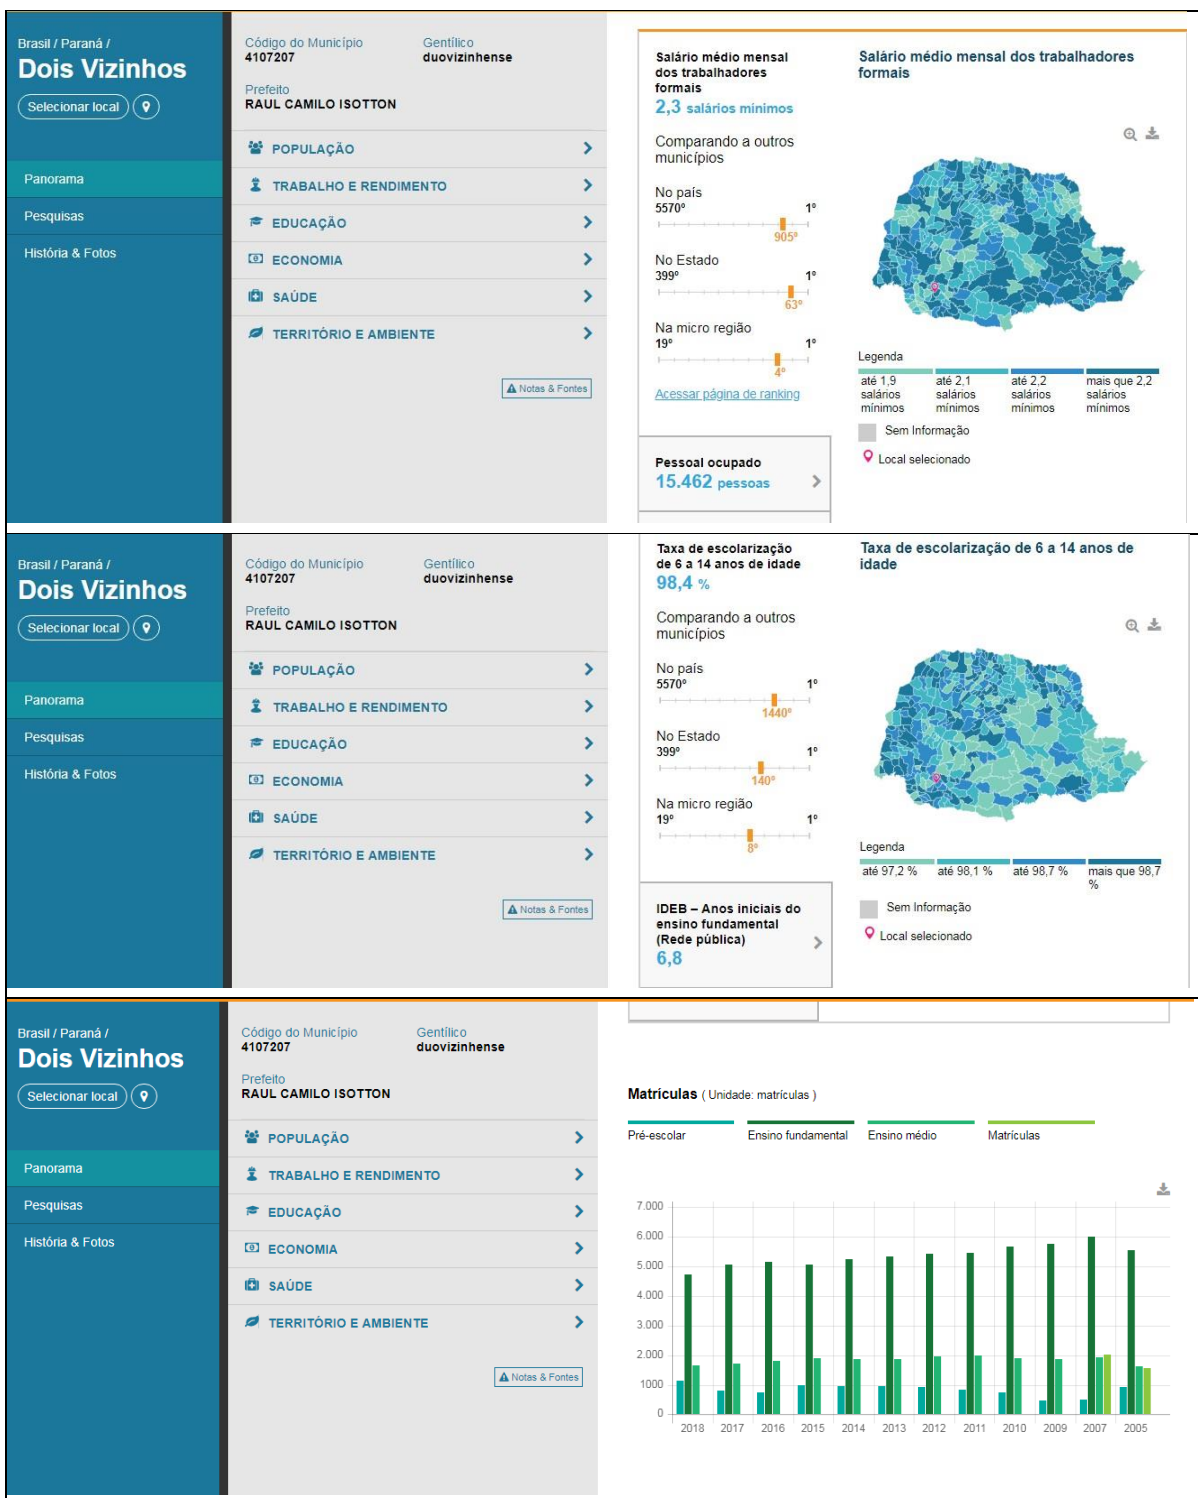 Brasil / Paraná /
Dois Vizinhos
Selecionar local
Panorama
Pesquisas
História & Fotos
Código do Município
4107207
Gentílico
duovizinhense
Prefeito
RAUL CAMILO ISOTTON
POPULAÇÃO
TRABALHO E RENDIMENTO
EDUCAÇÃO
ECONOMIA
SAÚDE
TERRITÓRIO E AMBIENTE
Notas & Fontes
Salário médio mensal
dos trabalhadores
formais
2,3 salários mínimos
Comparando a outros
municípios
No país
5570º 1º
905º
No Estado
399º 1º
63º
Na micro região
19º 1º
4º
Acessar página de ranking
Pessoal ocupado
15.462 pessoas
Salário médio mensal dos trabalhadores
formais
Legenda
até 1,9
salários
mínimos
até 2,1
salários
mínimos
até 2,2
salários
mínimos
mais que 2,2
salários
mínimos
Sem Informação
Local selecionado
Brasil / Paraná /
Dois Vizinhos
Selecionar local
Panorama
Pesquisas
História & Fotos
Código do Município
4107207
Gentílico
duovizinhense
Prefeito
RAUL CAMILO ISOTTON
POPULAÇÃO
TRABALHO E RENDIMENTO
EDUCAÇÃO
ECONOMIA
SAÚDE
TERRITÓRIO E AMBIENTE
Notas & Fontes
Taxa de escolarização
de 6 a 14 anos de idade
98,4 %
Comparando a outros
municípios
No país
5570º 1º
1440º
No Estado
399º 1º
140º
Na micro região
19º 1º
8º
IDEB – Anos iniciais do
ensino fundamental
(Rede pública)
6,8
Taxa de escolarização de 6 a 14 anos de
idade
Legenda
até 97,2 %
até 98,1 %
até 98,7 %
mais que 98,7
%
Sem Informação
Local selecionado
Brasil / Paraná /
Dois Vizinhos
Selecionar local
Panorama
Pesquisas
História & Fotos
Código do Município
4107207
Gentílico
duovizinhense
Prefeito
RAUL CAMILO ISOTTON
POPULAÇÃO
TRABALHO E RENDIMENTO
EDUCAÇÃO
ECONOMIA
SAÚDE
TERRITÓRIO E AMBIENTE
Notas & Fontes
Matrículas ( Unidade: matrículas )
Pré-escolar Ensino fundamental Ensino médio Matrículas
7.000
6.000
5.000
4.000
3.000
2.000
1000
0
2018 2017 2016 2015 2014 2013 2012 2011 2010 2009 2007 2005